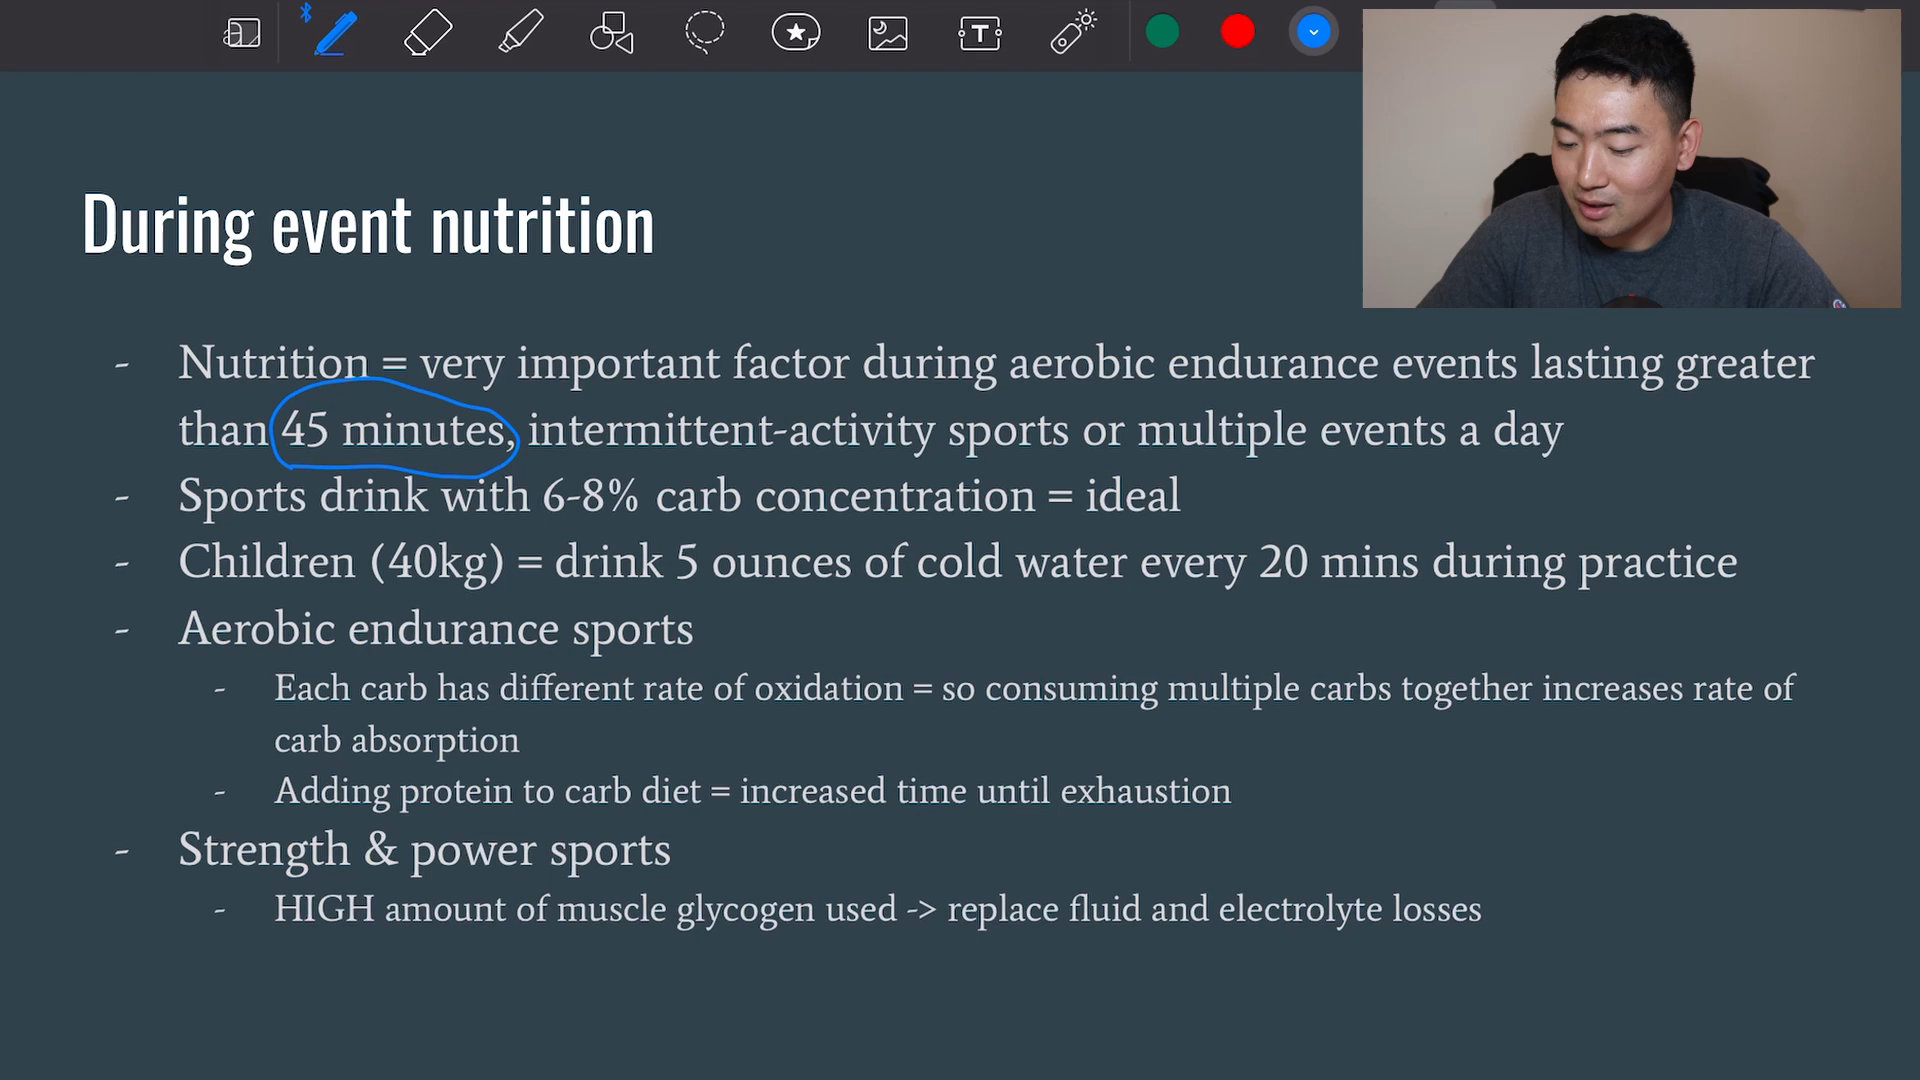 During event nutrition
- Nutrition = very important factor during aerobic endurance events lasting greater
than 45 minutes, intermittent-activity sports or multiple events a day
- Sports drink with 6-8% carb concentration = ideal
- Children (40kg) = drink 5 ounces of cold water every 20 mins during practice
- Aerobic endurance sports
- Each carb has different rate of oxidation = so consuming multiple carbs together increases rate of
carb absorption
- Adding protein to carb diet = increased time until exhaustion
- Strength & power sports
- HIGH amount of muscle glycogen used -> replace fluid and electrolyte losses